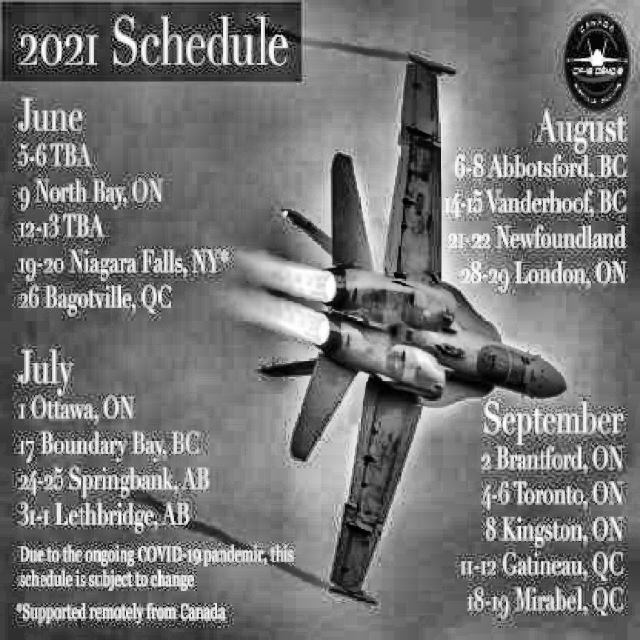 2021 Schedule
CANADA
June
5-6 TBA
9 North Bay, ON
12-13 TBA
19-20 Niagara Falls, NY*
26 Bagotville, QC
July
1 Ottawa, ON
17 Boundary Bay, BC
24-25 Springbank, AB
31-1 Lethbridge, AB
Due to the ongoing COVID-19 pandemic, this
schedule is subject to change
*Supported remotely from Canada
August
6-8 Abbotsford, BC
14-15 Vanderhoof, BC
21-22 Newfoundland
28-29 London, ON
September
2 Brantford, ON
4-6 Toronto, ON
8 Kingston, ON
11-12 Gatineau, QC
18-19 Mirabel, QC